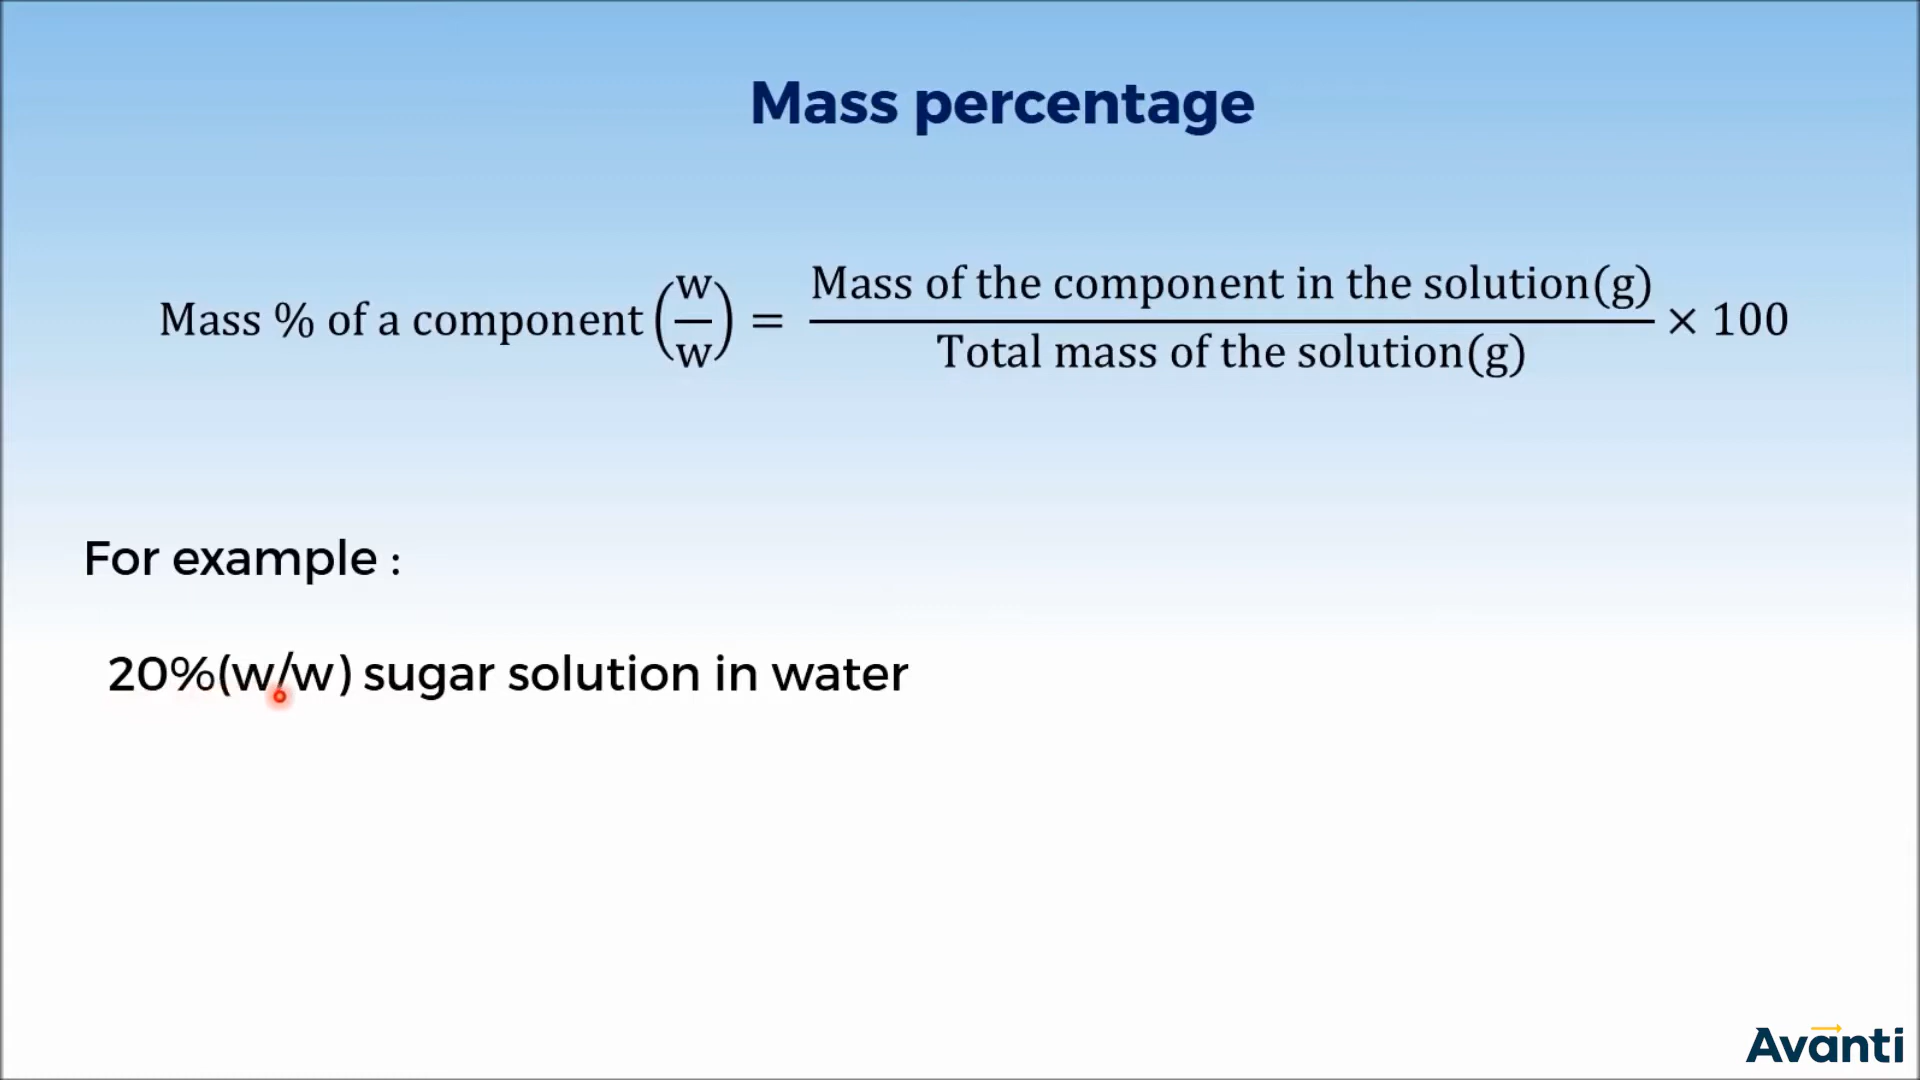 Mass percentage
Mass % of a component (w/w) = Mass of the component in the solution(g) / Total mass of the solution(g) × 100
For example :
20%(w/w) sugar solution in water
Avanti